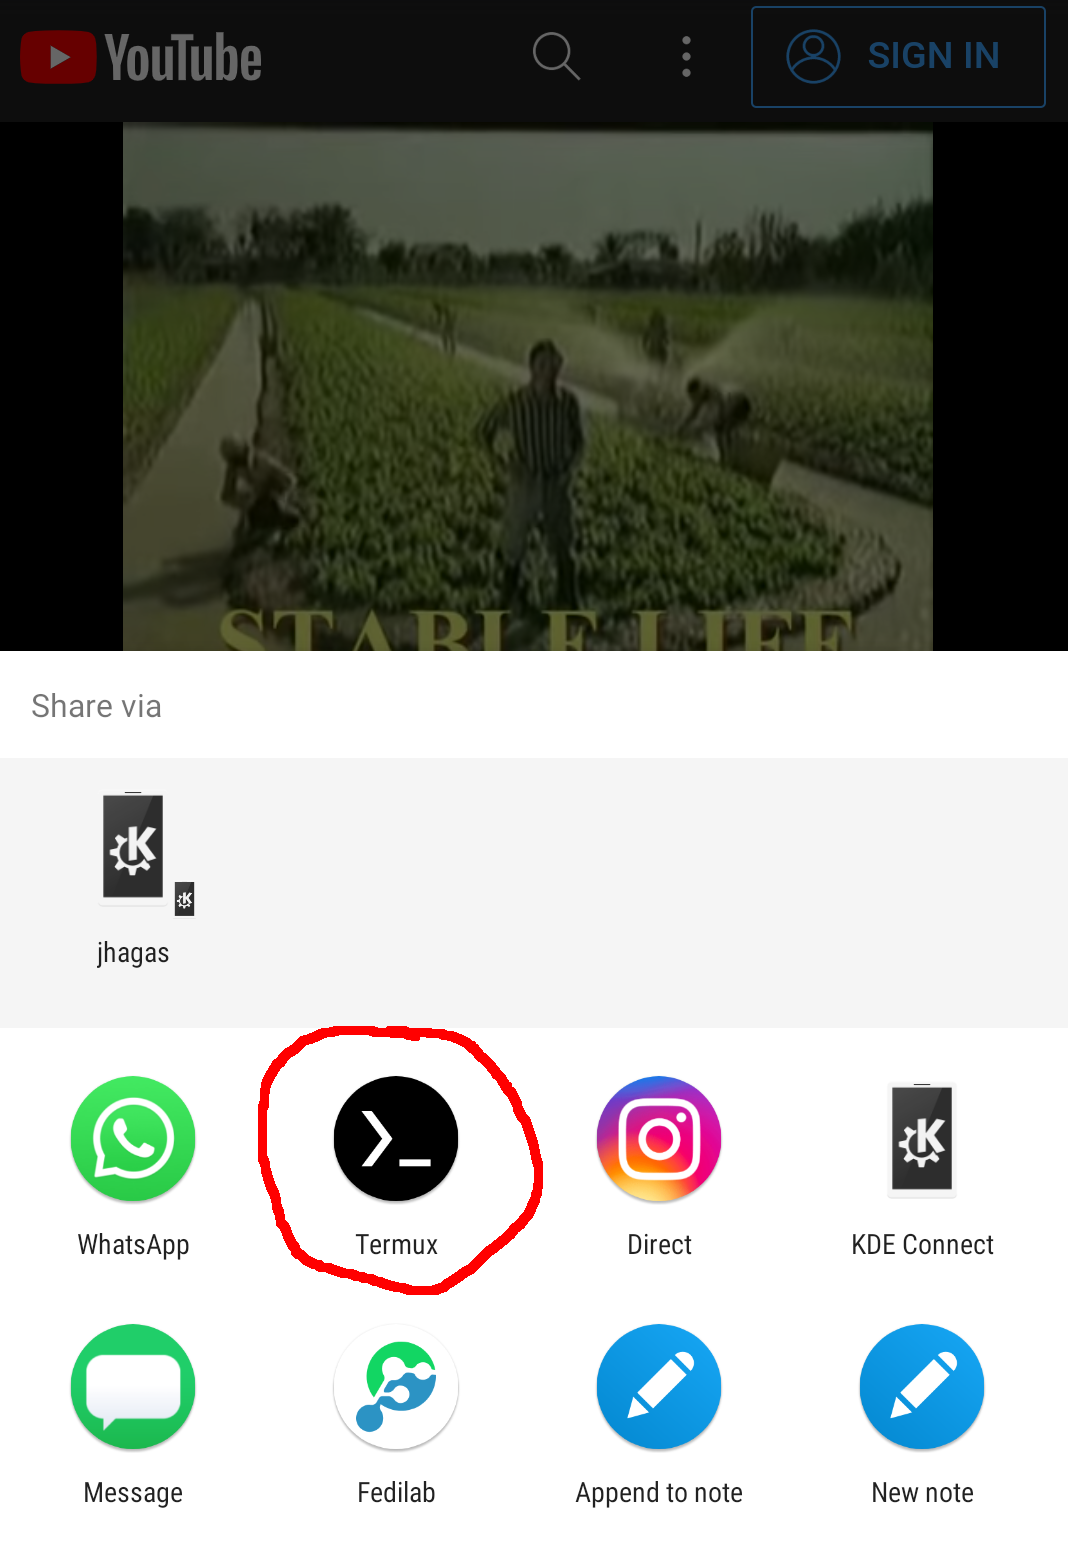 YouTube
SIGN IN
STABLE LIFE
Share via
jhagas
WhatsApp
Termux
Direct
KDE Connect
Message
Fedilab
Append to note
New note